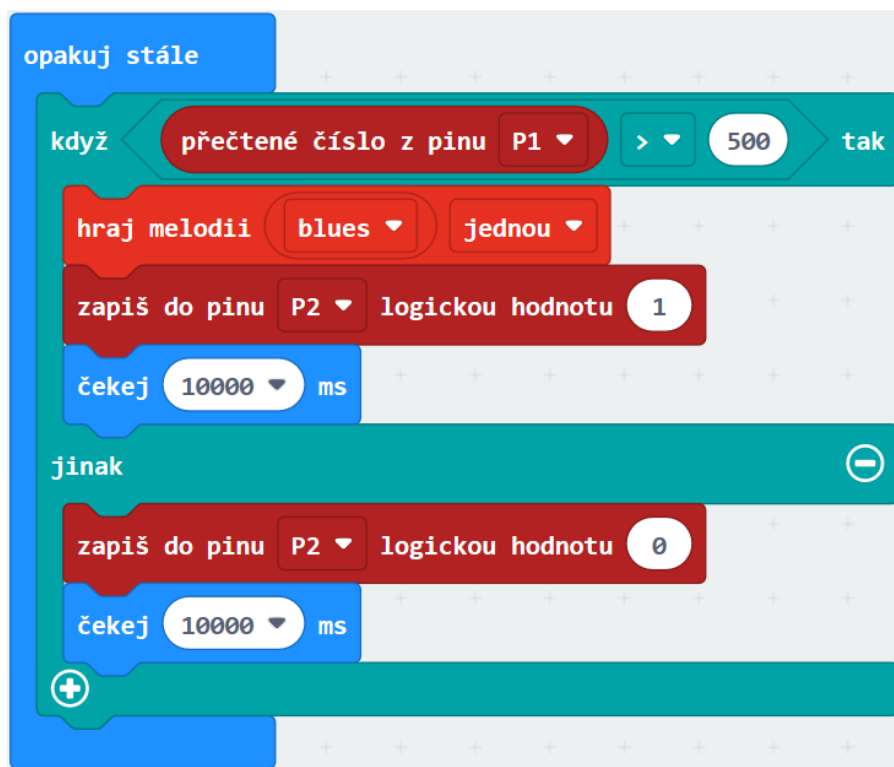 opakuj stále
když přečtené číslo z pinu P1 > 500 tak
hraj melodii blues jednou
zapiš do pinu P2 logickou hodnotu 1
čekej 10000 ms
jinak
zapiš do pinu P2 logickou hodnotu 0
čekej 10000 ms